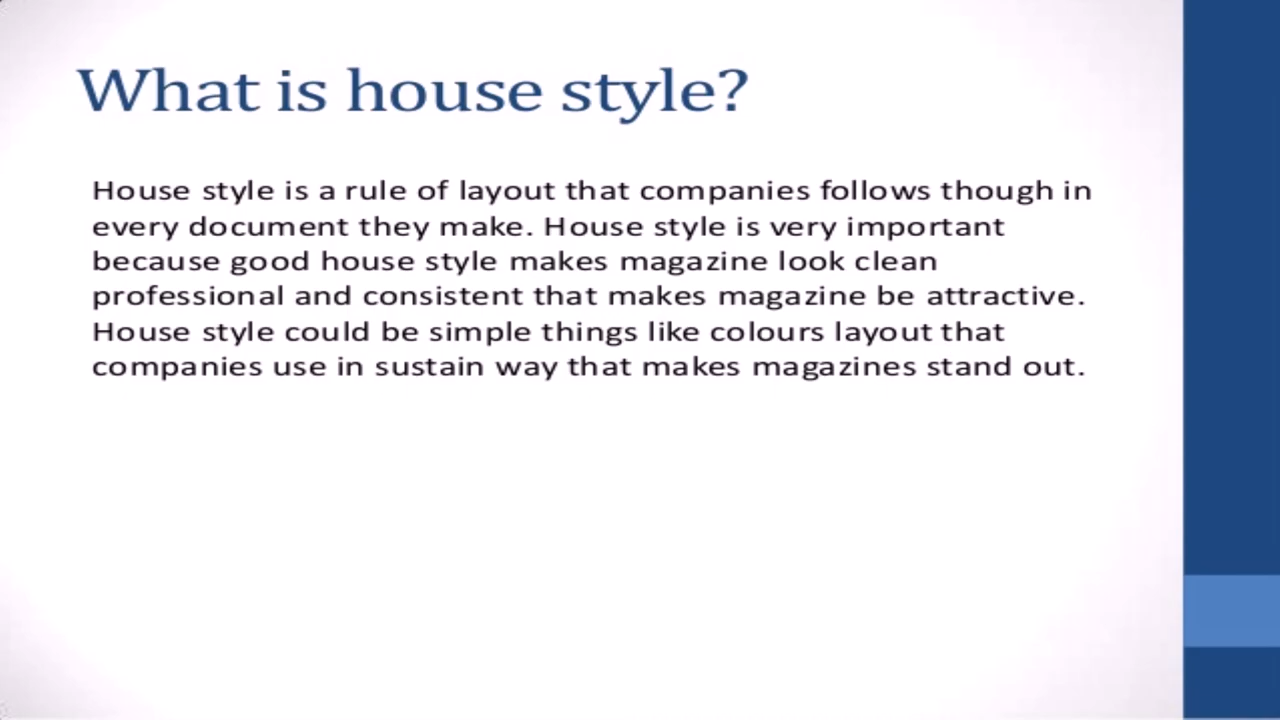 What is house style?
House style is a rule of layout that companies follows though in
every document they make. House style is very important
because good house style makes magazine look clean
professional and consistent that makes magazine be attractive.
House style could be simple things like colours layout that
companies use in sustain way that makes magazines stand out.